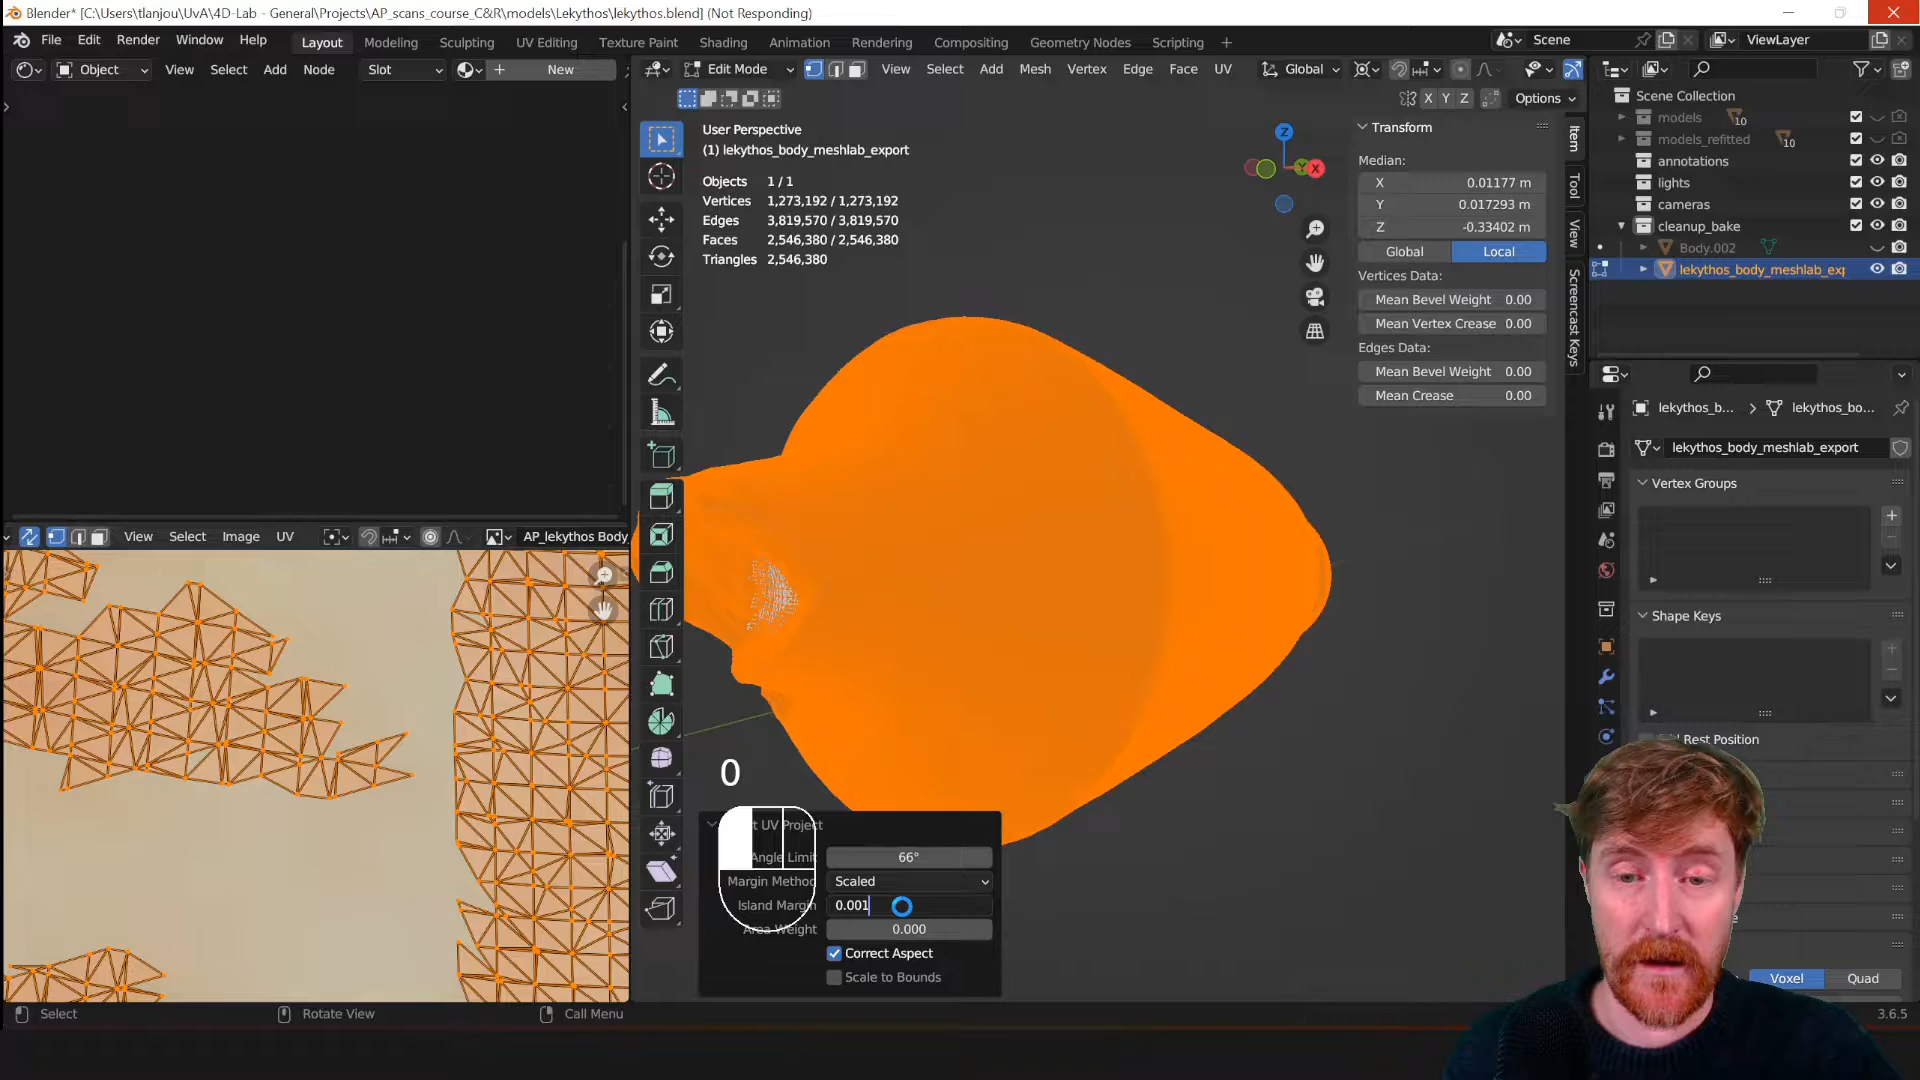 Blender* [C:\Users\tlanjou\UvA\4D-Lab - General\Projects\AP_scans_course_C&R\models\Lekythos\lekythos.blend] (Not Responding)
File Edit Render Window Help Layout Modeling Sculpting UV Editing Texture Paint Shading Animation Rendering Compositing Geometry Nodes Scripting + Scene ViewLayer
Object View Select Add Node Slot New Edit Mode View Select Add Mesh Vertex Edge Face UV Global
X Y Z Options
User Perspective
(1) lekythos_body_meshlab_export
Objects 1 / 1
Vertices 1,273,192 / 1,273,192
Edges 3,819,570 / 3,819,570
Faces 2,546,380 / 2,546,380
Triangles 2,546,380
Z
X
Transform
Median:
X 0.01177 m
Y 0.017293 m
Z -0.33402 m
Global Local
Vertices Data:
Mean Bevel Weight 0.00
Mean Vertex Crease 0.00
Edges Data:
Mean Bevel Weight 0.00
Mean Crease 0.00
Item
Tool
View
Screencast Keys
Scene Collection
models 10
models_refitted 10
annotations
lights
cameras
cleanup_bake
Body.002
lekythos_body_meshlab_exp
lekythos_b... lekythos_bo...
lekythos_body_meshlab_export
Vertex Groups
Shape Keys
Rest Position
Voxel Quad
View Select Image UV AP_lekythos Body
0
UV Project
Angle Limit 66°
Margin Method Scaled
Island Margin 0.001
Area Weight 0.000
Correct Aspect
Scale to Bounds
Select Rotate View Call Menu 3.6.5